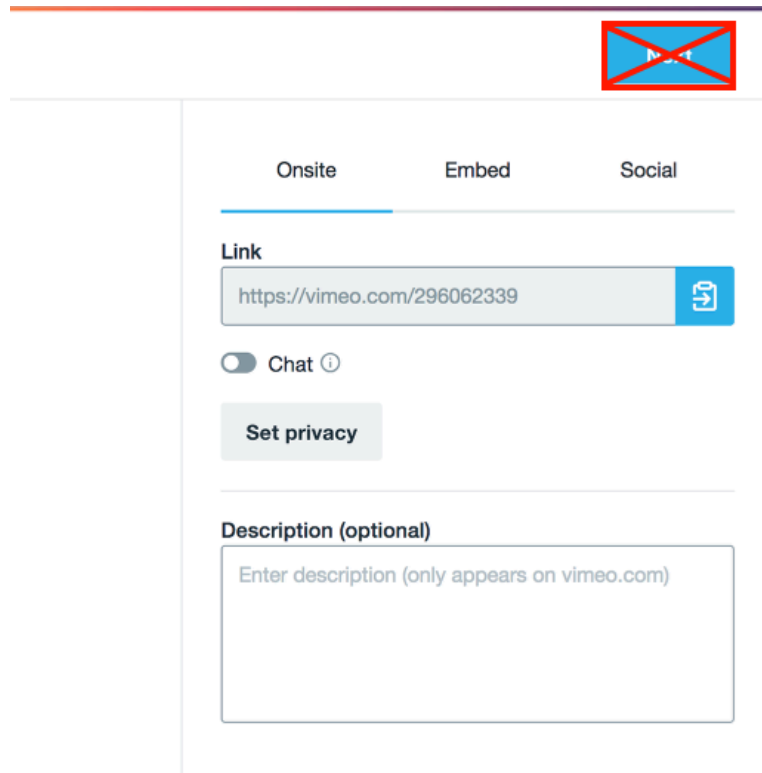 Next
Onsite Embed Social
Link
https://vimeo.com/296062339
Chat
Set privacy
Description (optional)
Enter description (only appears on vimeo.com)